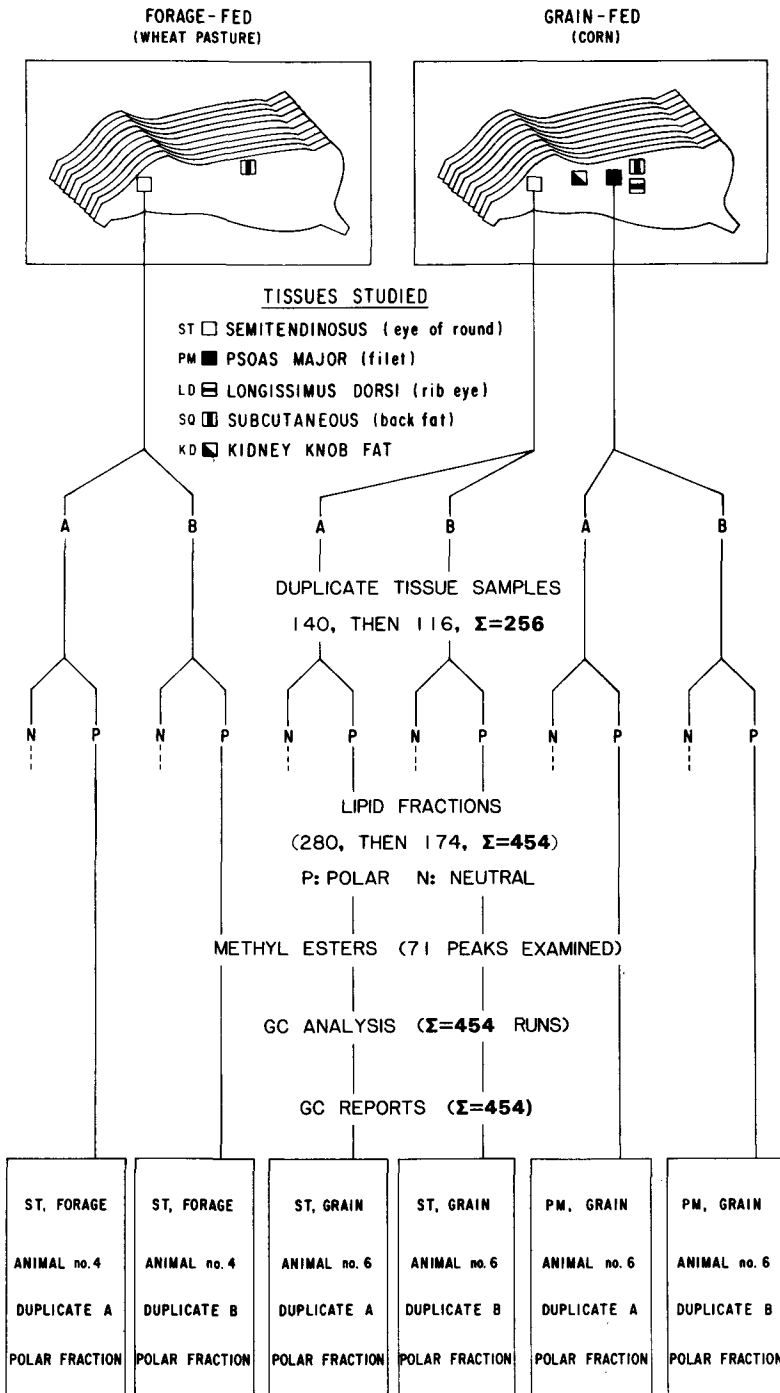 FORAGE-FED
(WHEAT PASTURE)
GRAIN-FED
(CORN)
TISSUES STUDIED
ST SEMITENDINOSUS (eye of round)
PM PSOAS MAJOR (filet)
LD LONGISSIMUS DORSI (rib eye)
SQ SUBCUTANEOUS (back fat)
KD KIDNEY KNOB FAT
A B A B A B
DUPLICATE TISSUE SAMPLES
140, THEN 116, Σ=256
N P N P N P N P N P N P
LIPID FRACTIONS
(280, THEN 174, Σ=454)
P: POLAR N: NEUTRAL
METHYL ESTERS (71 PEAKS EXAMINED)
GC ANALYSIS (Σ=454 RUNS)
GC REPORTS (Σ=454)
ST, FORAGE
ANIMAL no.4
DUPLICATE A
POLAR FRACTION
ST, FORAGE
ANIMAL no.4
DUPLICATE B
POLAR FRACTION
ST, GRAIN
ANIMAL no.6
DUPLICATE A
POLAR FRACTION
ST, GRAIN
ANIMAL no.6
DUPLICATE B
POLAR FRACTION
PM, GRAIN
ANIMAL no.6
DUPLICATE A
POLAR FRACTION
PM, GRAIN
ANIMAL no.6
DUPLICATE B
POLAR FRACTION